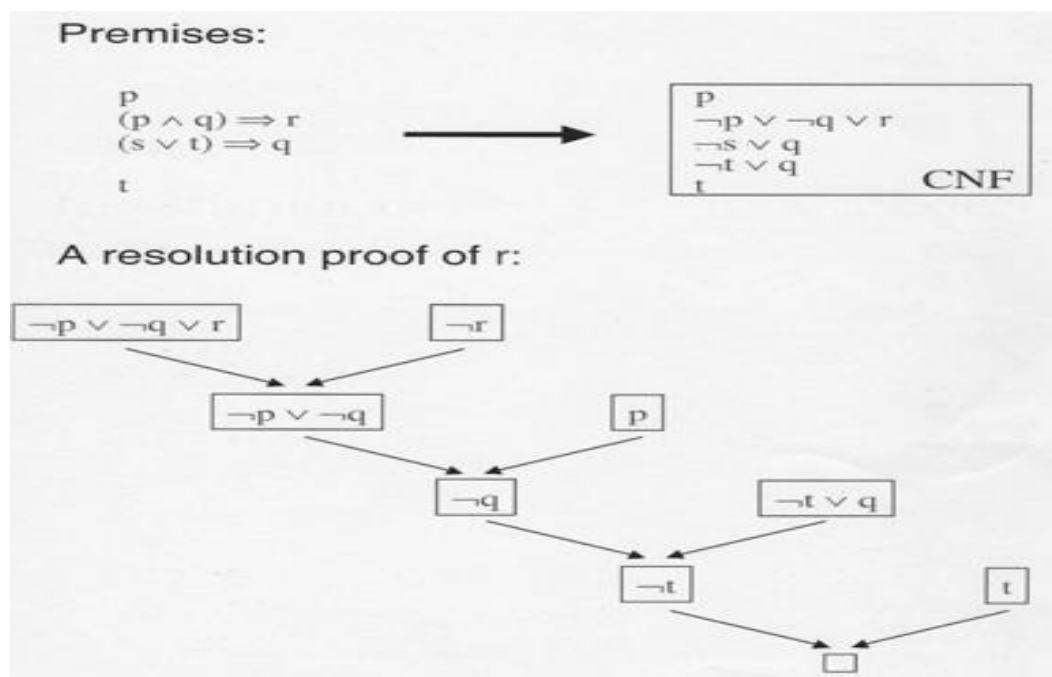 Premises:
p
(p ∧ q) ⇒ r
(s ∨ t) ⇒ q
t
p
¬p ∨ ¬q ∨ r
¬s ∨ q
¬t ∨ q
t
CNF
A resolution proof of r:
¬p ∨ ¬q ∨ r
¬r
¬p ∨ ¬q
p
¬q
¬t ∨ q
¬t
t